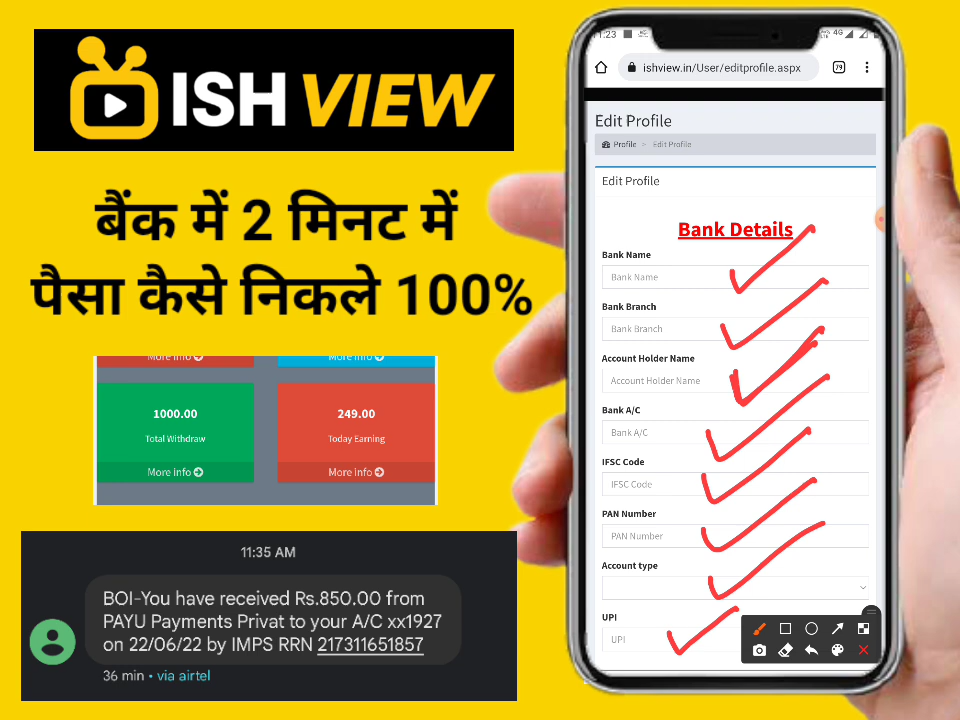 ISH VIEW
बैंक में 2 मिनट में
पैसा कैसे निकले 100%
More info
More info
1000.00
Total Withdraw
More info
249.00
Today Earning
More info
11:35 AM
BOI-You have received Rs.850.00 from
PAYU Payments Privat to your A/C xx1927
on 22/06/22 by IMPS RRN 217311651857
36 min • via airtel
4G
ishview.in/User/editprofile.aspx
79
Edit Profile
Profile > Edit Profile
Edit Profile
Bank Details
Bank Name
Bank Name
Bank Branch
Bank Branch
Account Holder Name
Account Holder Name
Bank A/C
Bank A/C
IFSC Code
IFSC Code
PAN Number
PAN Number
Account type
UPI
UPI